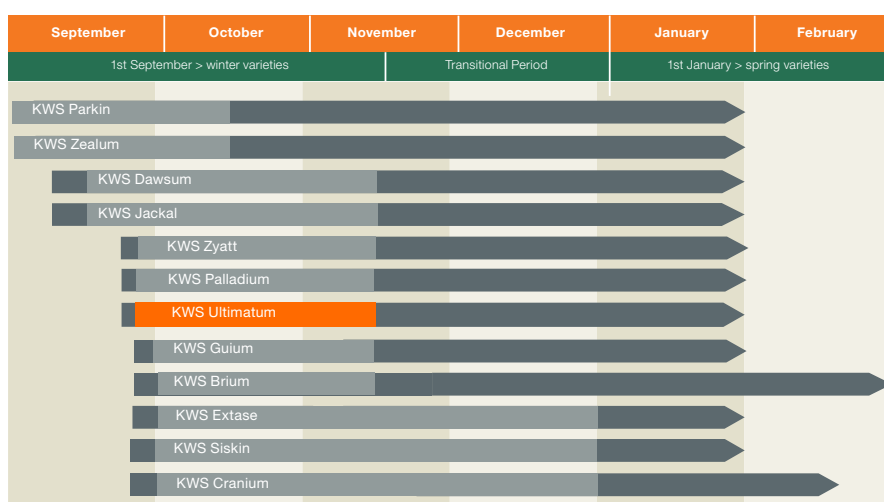 September October November December January February
1st September > winter varieties Transitional Period 1st January > spring varieties
KWS Parkin
KWS Zealum
KWS Dawsum
KWS Jackal
KWS Zyatt
KWS Palladium
KWS Ultimatum
KWS Guium
KWS Brium
KWS Extase
KWS Siskin
KWS Cranium